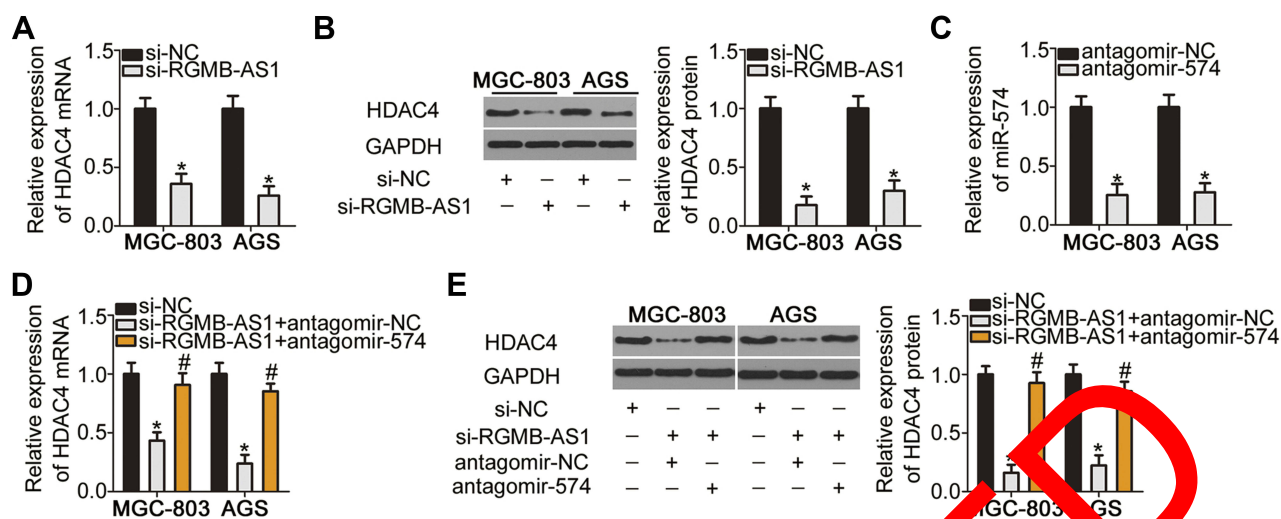 A
Relative expression
of HDAC4 mRNA
1.5
1.0
0.5
0.0
si-NC
si-RGMB-AS1
*
*
MGC-803 AGS
B
MGC-803 AGS
HDAC4
GAPDH
si-NC + − + −
si-RGMB-AS1 − + − +
Relative expression
of HDAC4 protein
1.5
1.0
0.5
0.0
si-NC
si-RGMB-AS1
*
*
MGC-803 AGS
C
Relative expression
of miR-574
1.5
1.0
0.5
0.0
antagomir-NC
antagomir-574
*
*
MGC-803 AGS
D
Relative expression
of HDAC4 mRNA
1.5
1.0
0.5
0.0
si-NC
si-RGMB-AS1+antagomir-NC
si-RGMB-AS1+antagomir-574
* #
* #
MGC-803 AGS
E
MGC-803 AGS
HDAC4
GAPDH
si-NC + − − + − −
si-RGMB-AS1 − + + − + +
antagomir-NC − + − − + −
antagomir-574 − − + − − +
Relative expression
of HDAC4 protein
1.5
1.0
0.5
0.0
si-NC
si-RGMB-AS1+antagomir-NC
si-RGMB-AS1+antagomir-574
* #
* #